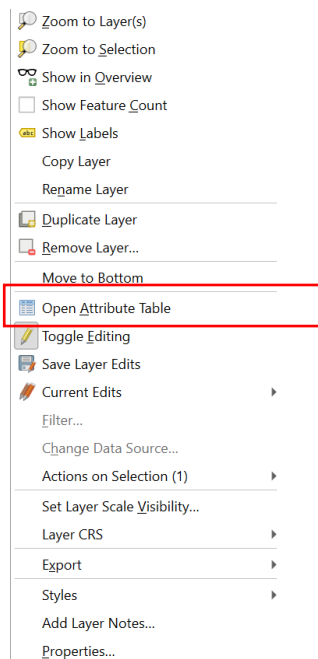 Zoom to Layer(s)
Zoom to Selection
Show in Overview
Show Feature Count
abc Show Labels
Copy Layer
Rename Layer
Duplicate Layer
Remove Layer...
Move to Bottom
Open Attribute Table
Toggle Editing
Save Layer Edits
Current Edits
Filter...
Change Data Source...
Actions on Selection (1)
Set Layer Scale Visibility...
Layer CRS
Export
Styles
Add Layer Notes...
Properties...